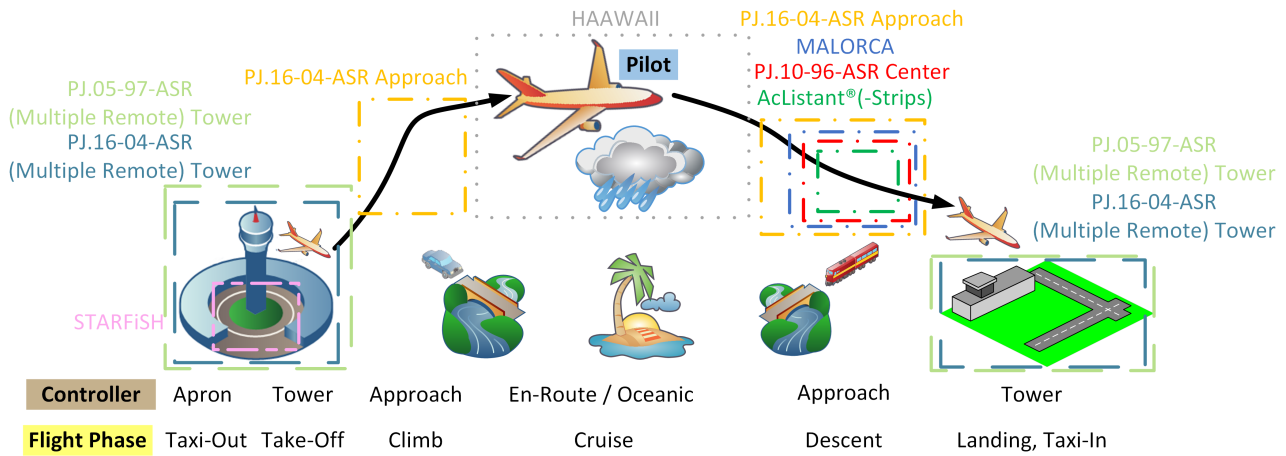 HAAWAII
PJ.16-04-ASR Approach
MALORCA
PJ.10-96-ASR Center
AcListant®(-Strips)
Pilot
PJ.16-04-ASR Approach
PJ.05-97-ASR
(Multiple Remote) Tower
PJ.16-04-ASR
(Multiple Remote) Tower
PJ.05-97-ASR
(Multiple Remote) Tower
PJ.16-04-ASR
(Multiple Remote) Tower
STARFiSH
Controller Apron Tower Approach En-Route / Oceanic Approach Tower
Flight Phase Taxi-Out Take-Off Climb Cruise Descent Landing, Taxi-In